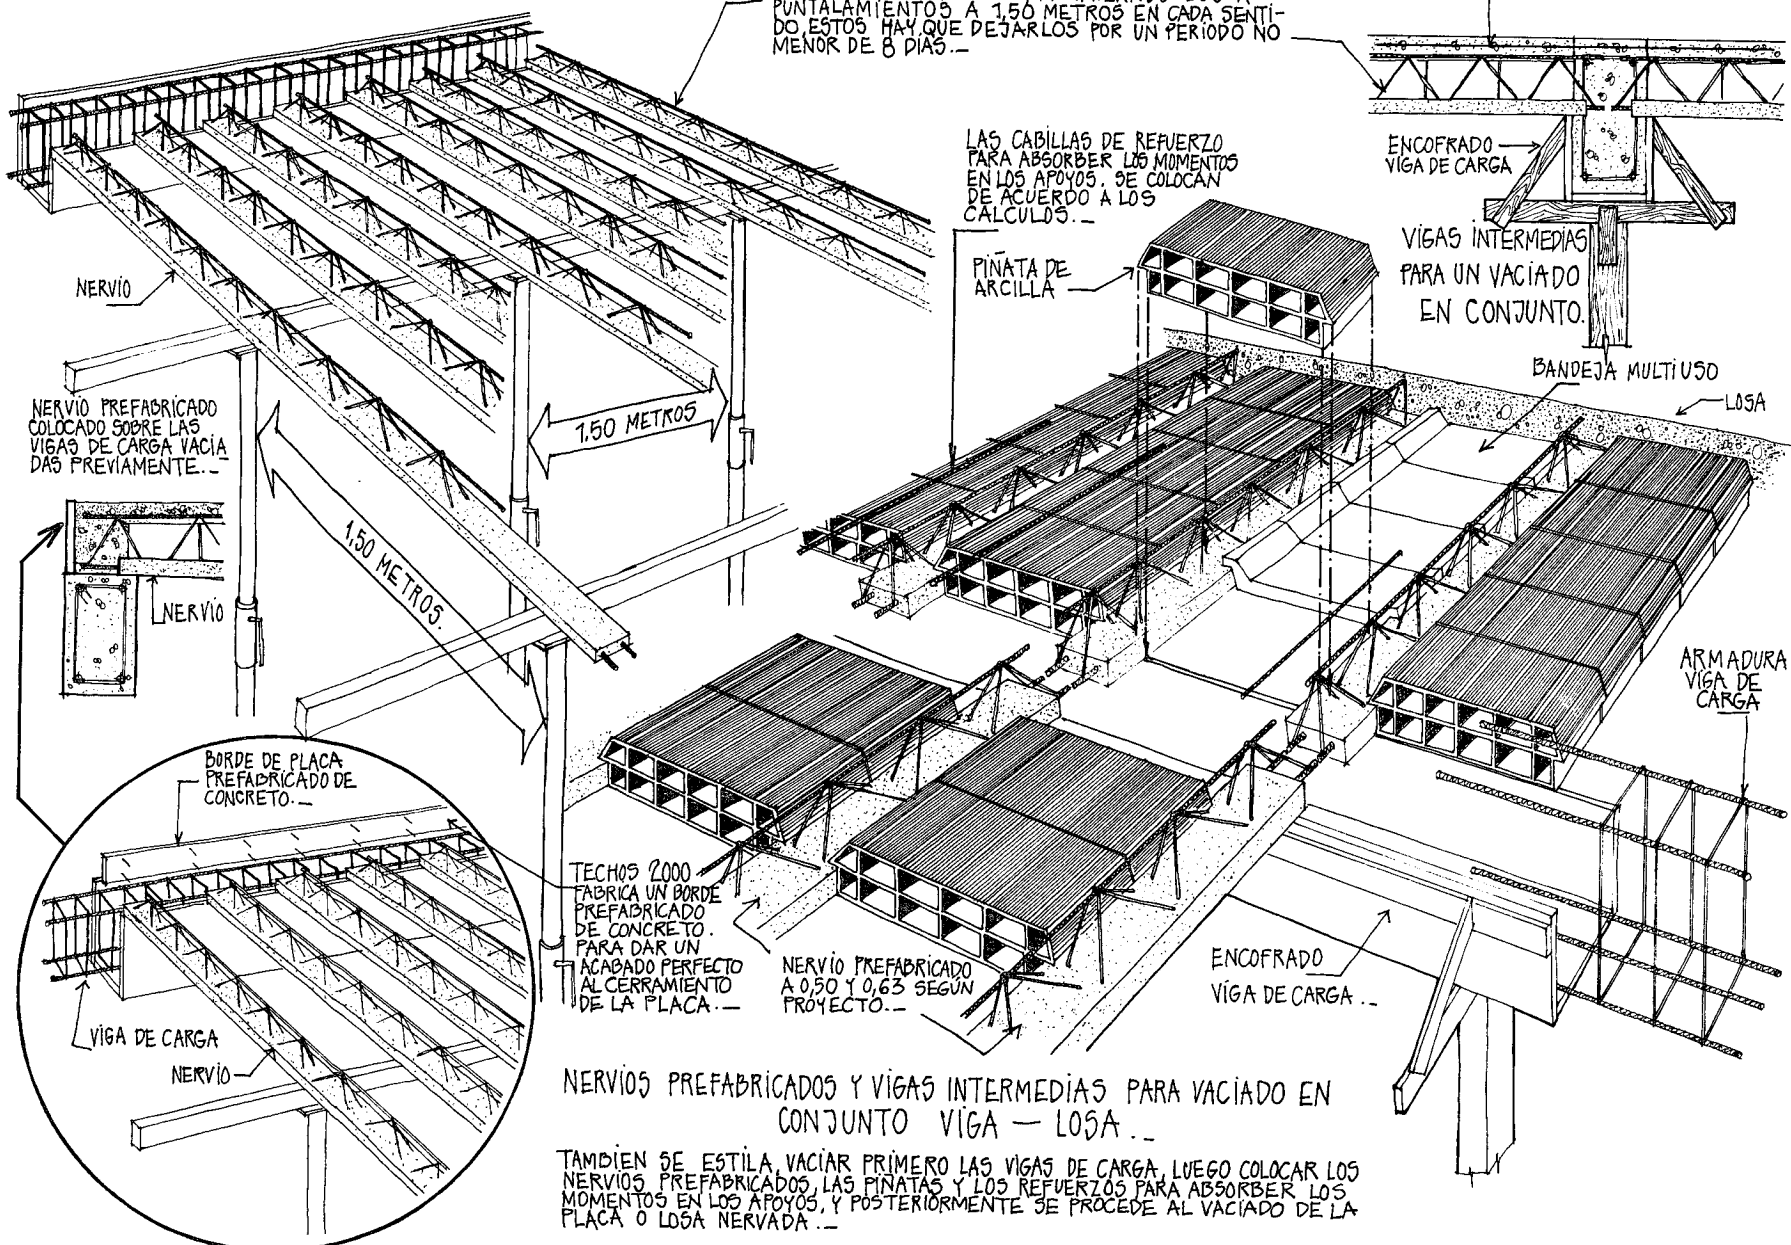 PUNTALAMIENTOS A 1,50 METROS EN CADA SENTI-
DO, ESTOS HAY QUE DEJARLOS POR UN PERIODO NO
MENOR DE 8 DIAS._
LAS CABILLAS DE REFUERZO
PARA ABSORBER LOS MOMENTOS
EN LOS APOYOS. SE COLOCAN
DE ACUERDO A LOS
CALCULOS._
ENCOFRADO
VIGA DE CARGA
VIGAS INTERMEDIAS
PARA UN VACIADO
EN CONJUNTO.
PIÑATA DE
ARCILLA
NERVIO
BANDEJA MULTIUSO
LOSA
NERVIO PREFABRICADO
COLOCADO SOBRE LAS
VIGAS DE CARGA VACIA
DAS PREVIAMENTE._
1.50 METROS
1,50 METROS.
NERVIO
ARMADURA
VIGA DE
CARGA
BORDE DE PLACA
PREFABRICADO DE
CONCRETO._
TECHOS 2000
FABRICA UN BORDE
PREFABRICADO
DE CONCRETO.
PARA DAR UN
ACABADO PERFECTO
AL CERRAMIENTO
DE LA PLACA._
NERVIO PREFABRICADO
A 0,50 Y 0,63 SEGÚN
PROYECTO._
ENCOFRADO
VIGA DE CARGA._
VIGA DE CARGA
NERVIO
NERVIOS PREFABRICADOS Y VIGAS INTERMEDIAS PARA VACIADO EN
CONJUNTO VIGA — LOSA._
TAMBIEN SE ESTILA, VACIAR PRIMERO LAS VIGAS DE CARGA, LUEGO COLOCAR LOS
NERVIOS PREFABRICADOS, LAS PIÑATAS Y LOS REFUERZOS PARA ABSORBER LOS
MOMENTOS EN LOS APOYOS, Y POSTERIORMENTE SE PROCEDE AL VACIADO DE LA
PLACA O LOSA NERVADA._